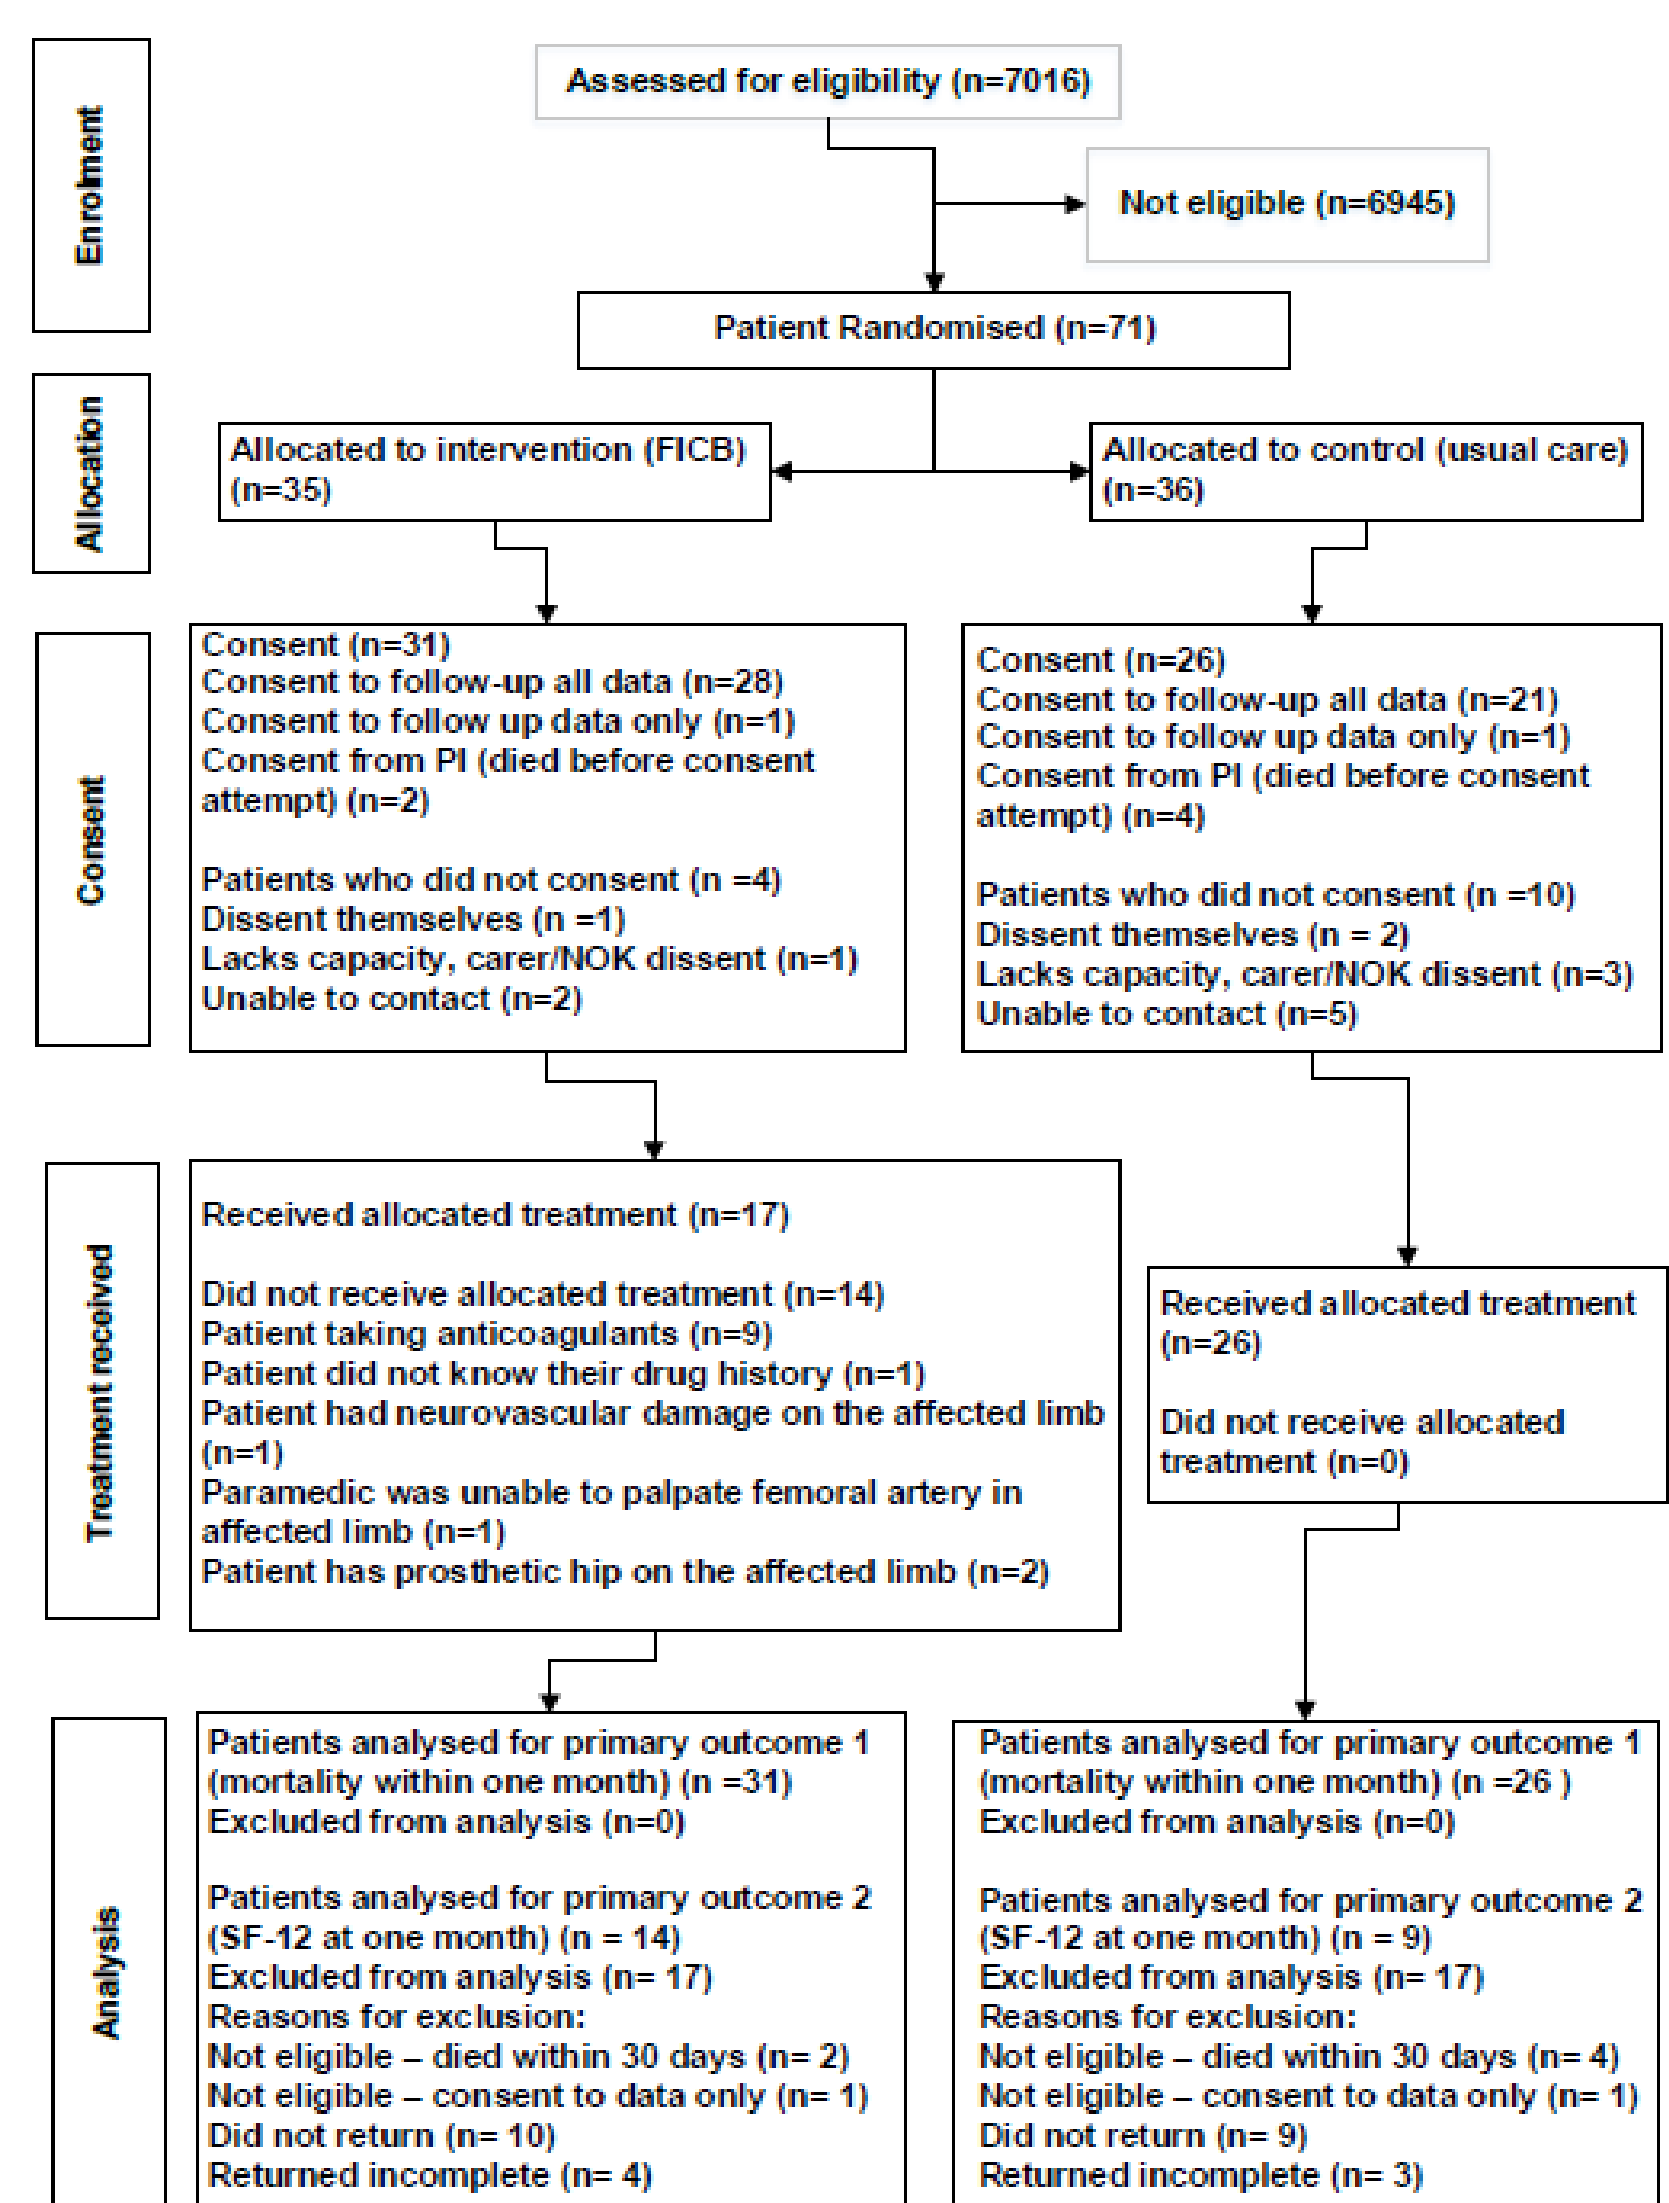 Enrolment
Assessed for eligibility (n=7016)
Not eligible (n=6945)
Patient Randomised (n=71)
Allocation
Allocated to intervention (FICB)
(n=35)
Allocated to control (usual care)
(n=36)
Consent
Consent (n=31)
Consent to follow-up all data (n=28)
Consent to follow up data only (n=1)
Consent from PI (died before consent
attempt) (n=2)
Patients who did not consent (n =4)
Dissent themselves (n =1)
Lacks capacity, carer/NOK dissent (n=1)
Unable to contact (n=2)
Consent (n=26)
Consent to follow-up all data (n=21)
Consent to follow up data only (n=1)
Consent from PI (died before consent
attempt) (n=4)
Patients who did not consent (n =10)
Dissent themselves (n = 2)
Lacks capacity, carer/NOK dissent (n=3)
Unable to contact (n=5)
Treatment received
Received allocated treatment (n=17)
Did not receive allocated treatment (n=14)
Patient taking anticoagulants (n=9)
Patient did not know their drug history (n=1)
Patient had neurovascular damage on the affected limb
(n=1)
Paramedic was unable to palpate femoral artery in
affected limb (n=1)
Patient has prosthetic hip on the affected limb (n=2)
Received allocated treatment
(n=26)
Did not receive allocated
treatment (n=0)
Analysis
Patients analysed for primary outcome 1
(mortality within one month) (n =31)
Excluded from analysis (n=0)
Patients analysed for primary outcome 2
(SF-12 at one month) (n = 14)
Excluded from analysis (n= 17)
Reasons for exclusion:
Not eligible – died within 30 days (n= 2)
Not eligible – consent to data only (n= 1)
Did not return (n= 10)
Returned incomplete (n= 4)
Patients analysed for primary outcome 1
(mortality within one month) (n =26 )
Excluded from analysis (n=0)
Patients analysed for primary outcome 2
(SF-12 at one month) (n = 9)
Excluded from analysis (n= 17)
Reasons for exclusion:
Not eligible – died within 30 days (n= 4)
Not eligible – consent to data only (n= 1)
Did not return (n= 9)
Returned incomplete (n= 3)